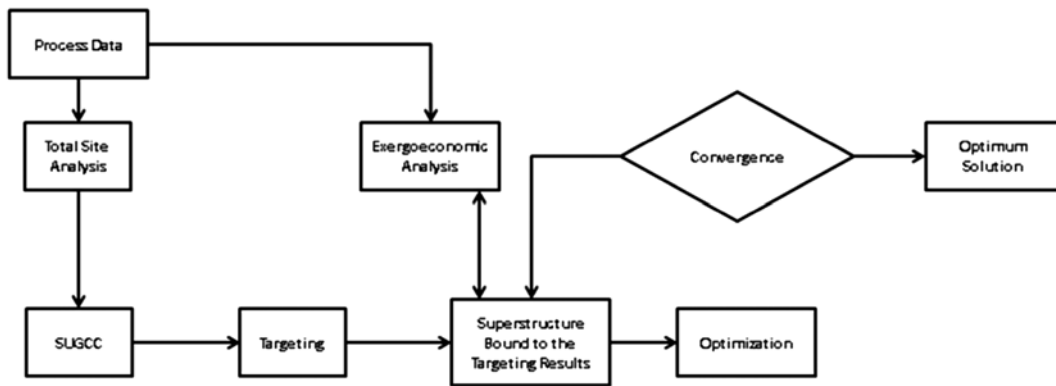 Process Data
Total Site
Analysis
Exergoeconomic
Analysis
Convergence
Optimum
Solution
SUGCC
Targeting
Superstructure
Bound to the
Targeting Results
Optimization